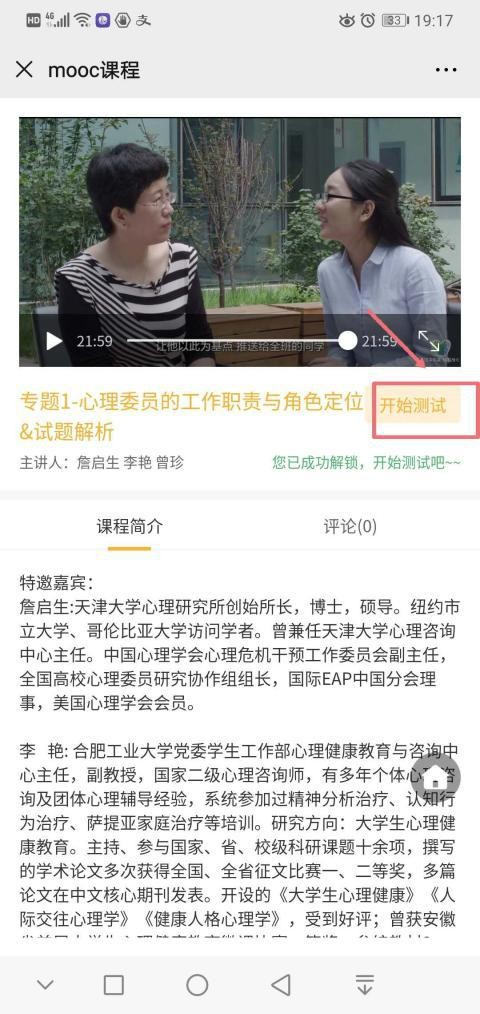 HD 4G 83 19:17
mooc课程
让他以此为基点 推送给全班的同学
21:59 21:59
专题1-心理委员的工作职责与角色定位
&试题解析
开始测试
主讲人：詹启生 李艳 曾珍
您已成功解锁，开始测试吧~~
课程简介 评论(0)
特邀嘉宾：
詹启生:天津大学心理研究所创始所长，博士，硕导。纽约市
立大学、哥伦比亚大学访问学者。曾兼任天津大学心理咨询
中心主任。中国心理学会心理危机干预工作委员会副主任，
全国高校心理委员研究协作组组长，国际EAP中国分会理
事，美国心理学会会员。
李 艳: 合肥工业大学党委学生工作部心理健康教育与咨询中
心主任，副教授，国家二级心理咨询师，有多年个体心理咨
询及团体心理辅导经验，系统参加过精神分析治疗、认知行
为治疗、萨提亚家庭治疗等培训。研究方向：大学生心理健
康教育。主持、参与国家、省、校级科研课题十余项，撰写
的学术论文多次获得全国、全省征文比赛一、二等奖，多篇
论文在中文核心期刊发表。开设的《大学生心理健康》《人
际交往心理学》《健康人格心理学》，受到好评；曾获安徽